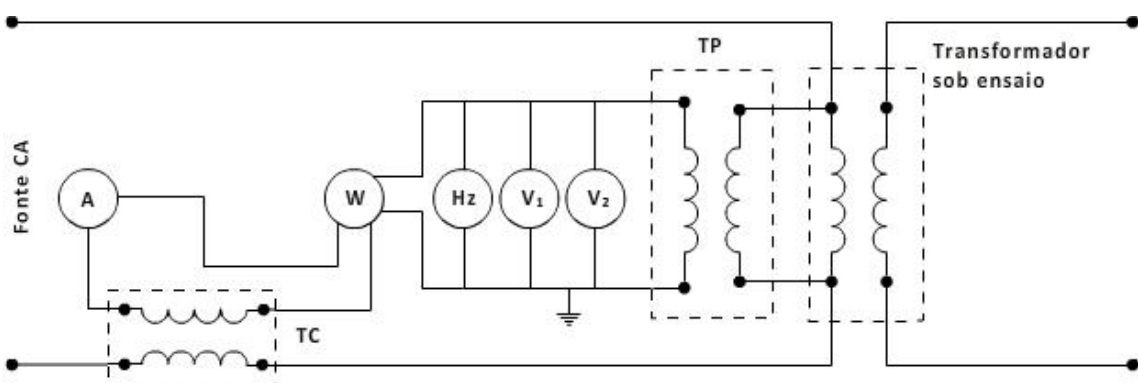 TP
Transformador
sob ensaio
Fonte CA
A
W
Hz
V₁
V₂
TC